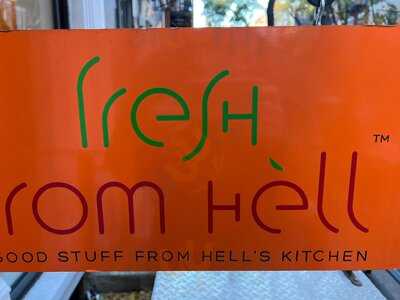 fresh
rom Hèll
™
GOOD STUFF FROM HELL'S KITCHEN